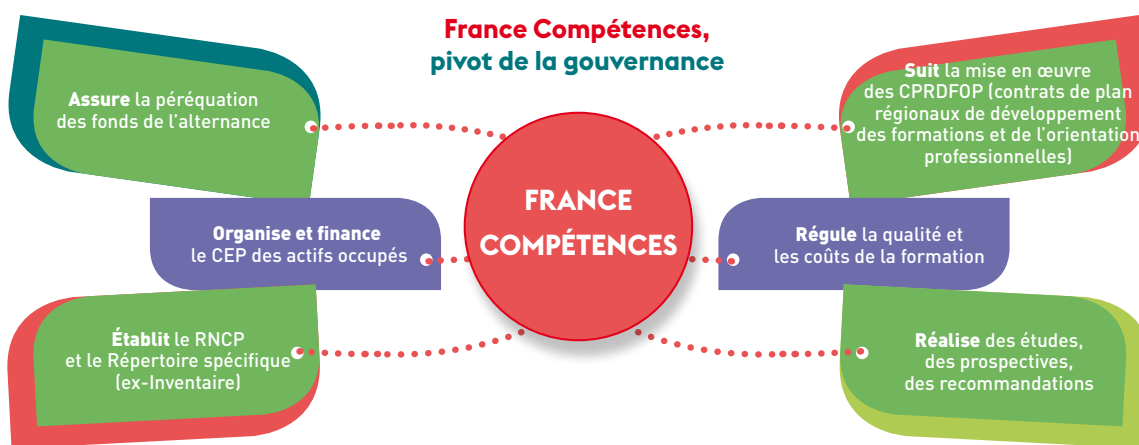 France Compétences,
pivot de la gouvernance
Assure la péréquation
des fonds de l'alternance
Organise et finance
le CEP des actifs occupés
Établit le RNCP
et le Répertoire spécifique
(ex-Inventaire)
FRANCE
COMPÉTENCES
Suit la mise en œuvre
des CPRDFOP (contrats de plan
régionaux de développement
des formations et de l'orientation
professionnelles)
Régule la qualité et
les coûts de la formation
Réalise des études,
des prospectives,
des recommandations